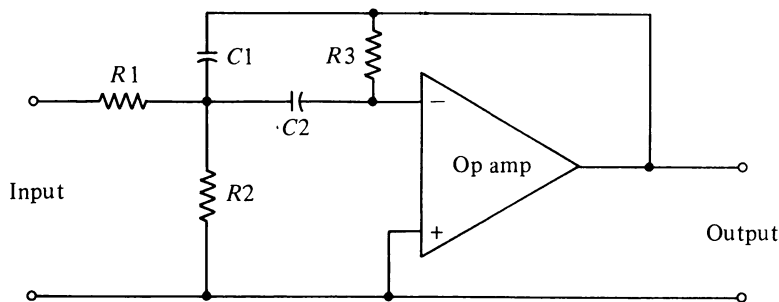 C1
R3
R1
−
C2
Op amp
Input
R2
+
Output